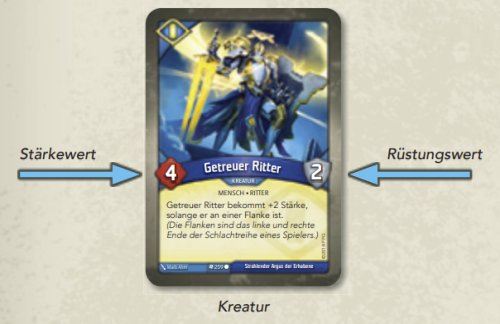 Getreuer Ritter
KREATUR
Stärkewert
4
2
Rüstungswert
MENSCH • RITTER
Getreuer Ritter bekommt +2 Stärke,
solange er an einer Flanke ist.
(Die Flanken sind das linke und rechte
Ende der Schlachtreihe eines Spielers.)
259
Strahlender Argus der Erhabene
Kreatur